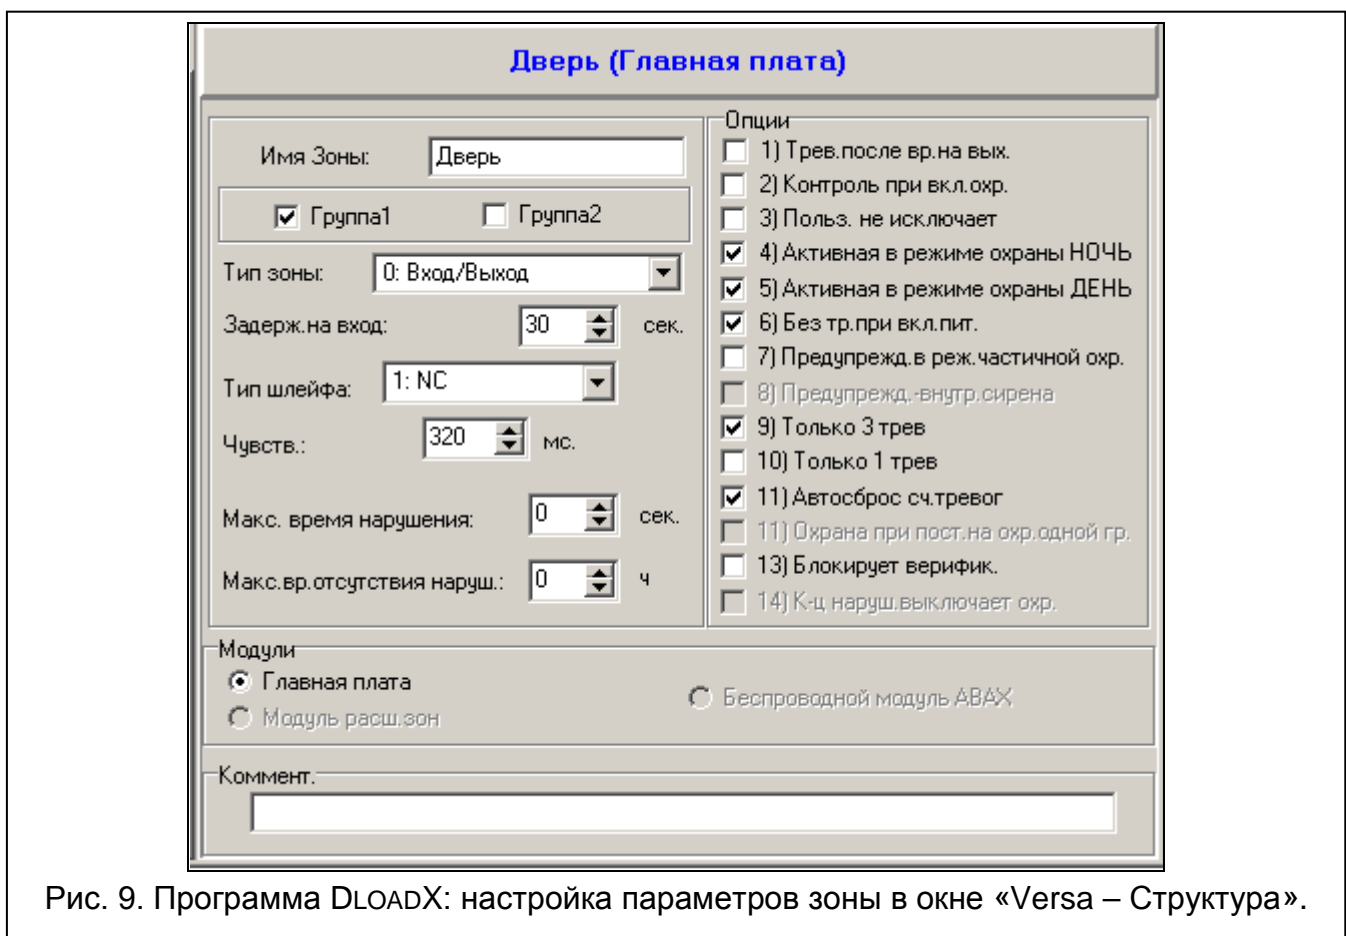 Дверь (Главная плата)
Имя Зоны: Дверь
Группа1 Группа2
Тип зоны: 0: Вход/Выход
Задерж.на вход: 30 сек.
Тип шлейфа: 1: NC
Чувств.: 320 мс.
Макс. время нарушения: 0 сек.
Макс.вр.отсутствия наруш.: 0 ч
Опции
1) Трев.после вр.на вых.
2) Контроль при вкл.охр.
3) Польз. не исключает
4) Активная в режиме охраны НОЧЬ
5) Активная в режиме охраны ДЕНЬ
6) Без тр.при вкл.пит.
7) Предупрежд.в реж.частичной охр.
8) Предупрежд.-внутр.сирена
9) Только 3 трев
10) Только 1 трев
11) Автосброс сч.тревог
11) Охрана при пост.на охр.одной гр.
13) Блокирует верифик.
14) К-ц наруш.выключает охр.
Модули
Главная плата
Модуль расш.зон
Беспроводной модуль ABAX
Коммент.
Рис. 9. Программа DLOADX: настройка параметров зоны в окне «Versa – Структура».